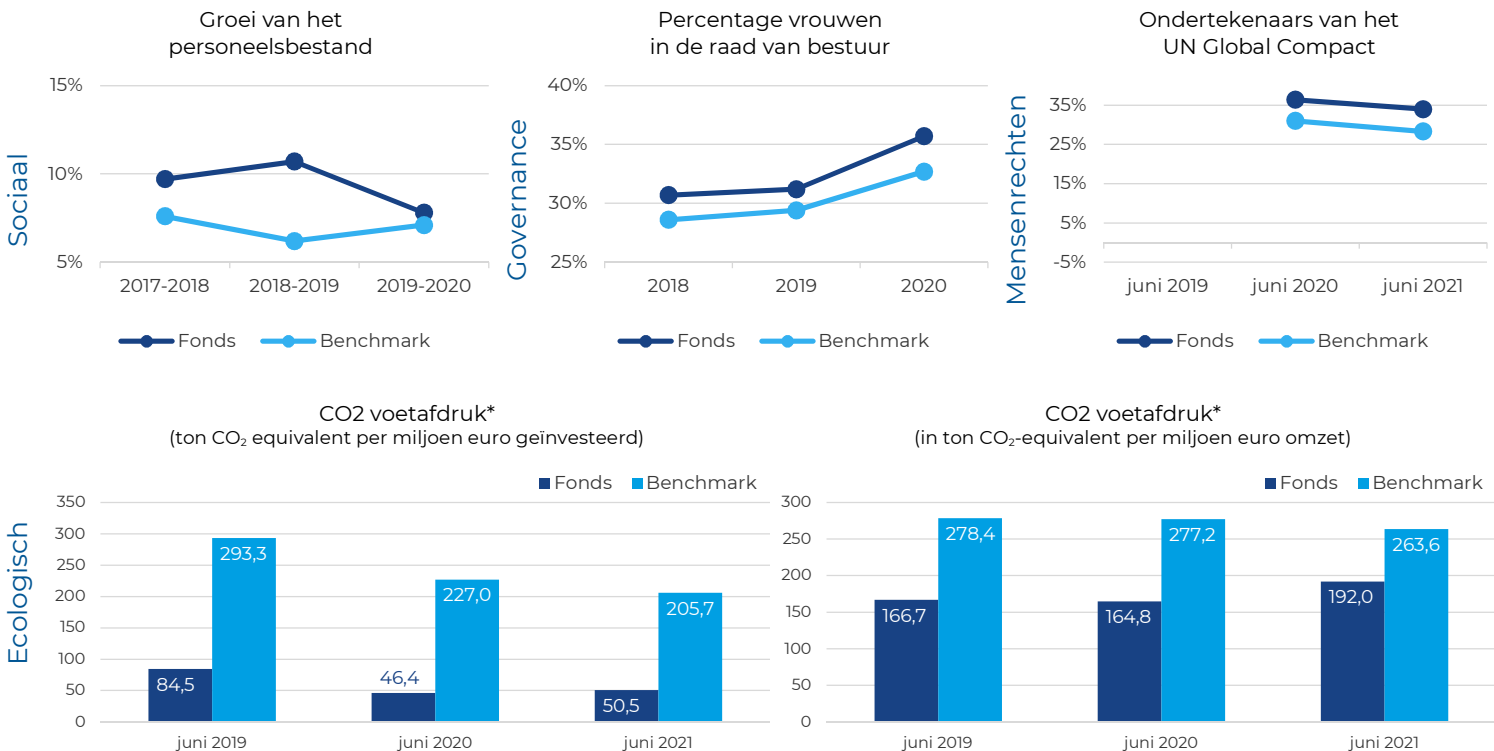 Groei van het
personeelsbestand
Sociaal
15%
10%
5%
2017-2018 2018-2019 2019-2020
Fonds Benchmark
Percentage vrouwen
in de raad van bestuur
Governance
40%
35%
30%
25%
2018 2019 2020
Fonds Benchmark
Ondertekenaars van het
UN Global Compact
Mensenrechten
35%
25%
15%
5%
-5%
juni 2019 juni 2020 juni 2021
Fonds Benchmark
Ecologisch
CO2 voetafdruk*
(ton CO₂ equivalent per miljoen euro geïnvesteerd)
Fonds Benchmark
350
300
250
200
150
100
50
0
84,5 293,3
46,4 227,0
50,5 205,7
juni 2019 juni 2020 juni 2021
CO2 voetafdruk*
(in ton CO₂-equivalent per miljoen euro omzet)
Fonds Benchmark
300
250
200
150
100
50
0
166,7 278,4
164,8 277,2
192,0 263,6
juni 2019 juni 2020 juni 2021